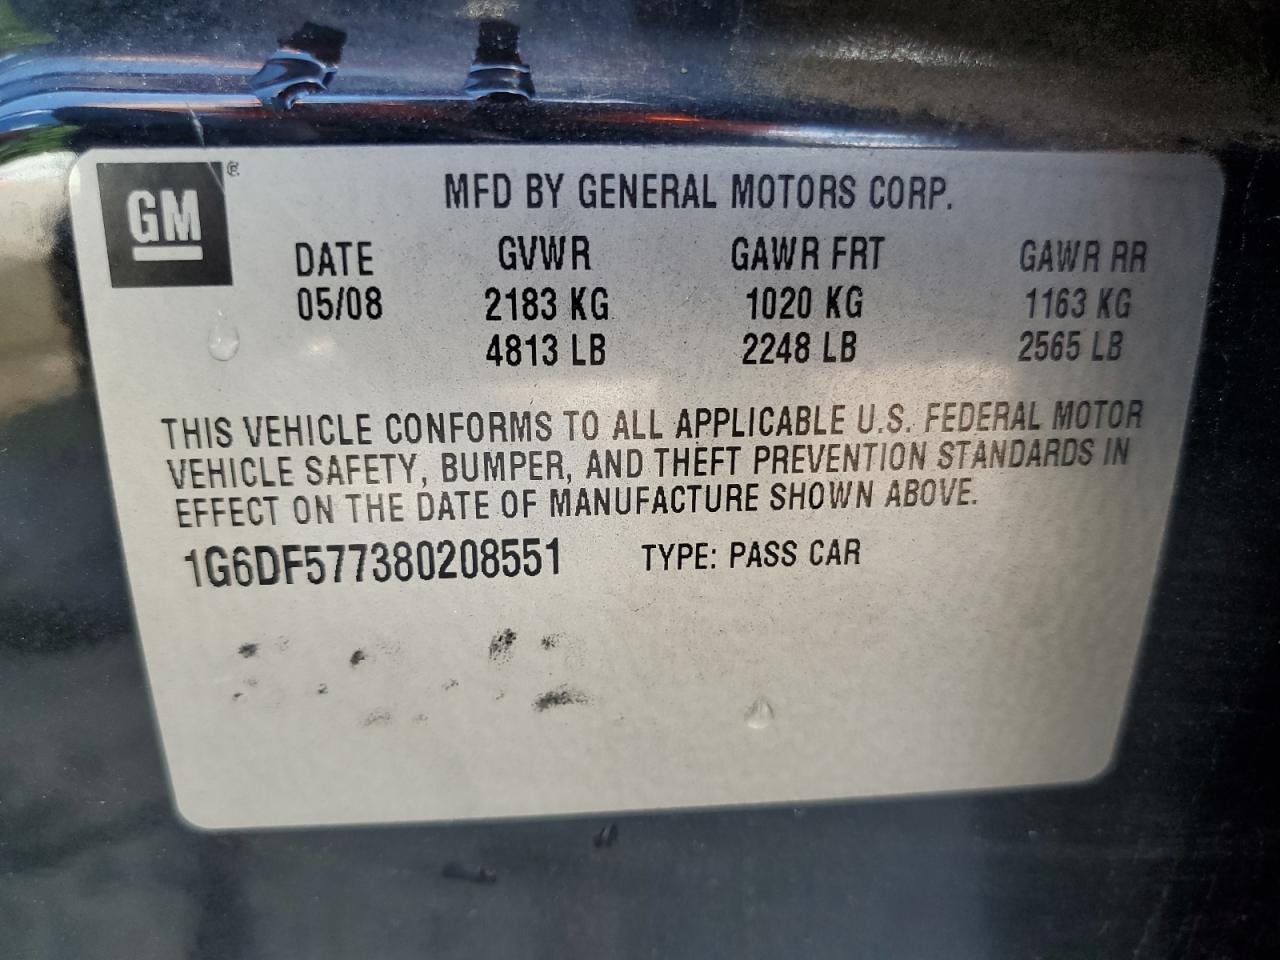 GM ®
MFD BY GENERAL MOTORS CORP.
DATE GVWR GAWR FRT GAWR RR
05/08 2183 KG 1020 KG 1163 KG
4813 LB 2248 LB 2565 LB
THIS VEHICLE CONFORMS TO ALL APPLICABLE U.S. FEDERAL MOTOR
VEHICLE SAFETY, BUMPER, AND THEFT PREVENTION STANDARDS IN
EFFECT ON THE DATE OF MANUFACTURE SHOWN ABOVE.
1G6DF577380208551 TYPE: PASS CAR